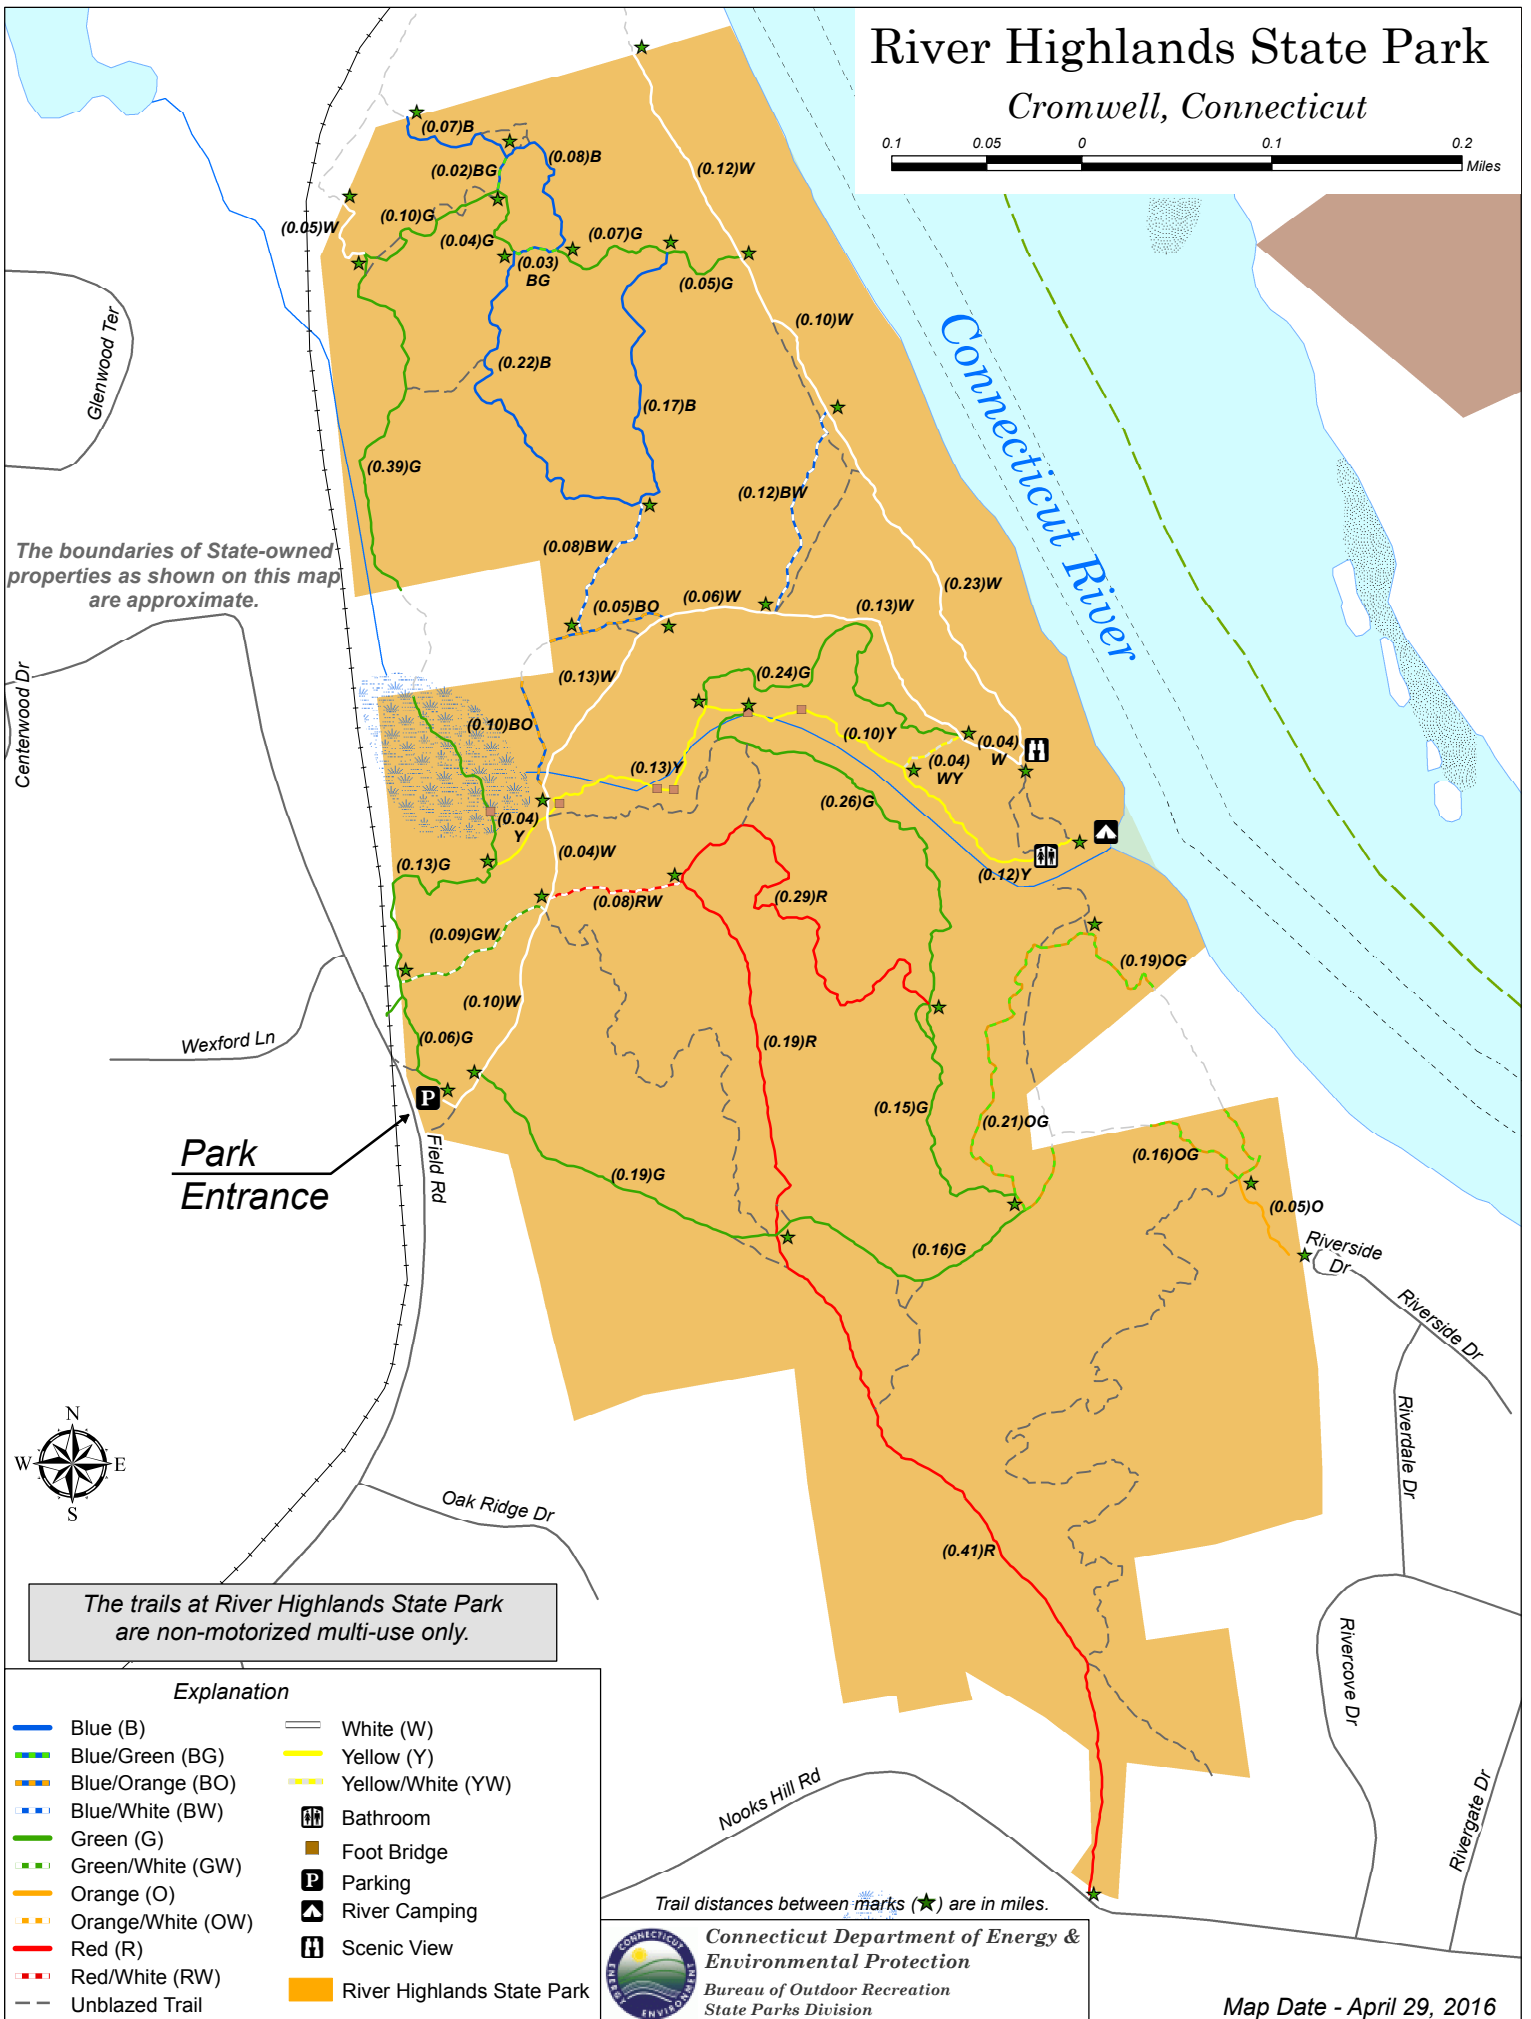 River Highlands State Park
Cromwell, Connecticut
0.1 0.05 0 0.1 0.2
Miles
(0.07)B
(0.08)B
(0.02)BG
(0.12)W
(0.05)W
(0.10)G
(0.04)G
(0.07)G
(0.03)
BG
(0.05)G
(0.10)W
Glenwood Ter
(0.22)B
(0.17)B
Connecticut River
(0.39)G
(0.12)BW
The boundaries of State-owned
properties as shown on this map
are approximate.
(0.08)BW
(0.23)W
(0.05)BO
(0.06)W
(0.13)W
Centerwood Dr
(0.13)W
(0.24)G
(0.10)BO
(0.10)Y
(0.04)
W
(0.13)Y
(0.04)
WY
(0.26)G
(0.04)
Y
(0.04)W
(0.13)G
(0.12)Y
(0.08)RW
(0.29)R
(0.09)GW
(0.19)OG
(0.10)W
Wexford Ln
(0.06)G
(0.19)R
P
(0.15)G
(0.21)OG
Park
Entrance
Field Rd
(0.19)G
(0.16)OG
(0.05)O
(0.16)G
Riverside
Dr
Riverside Dr
Riverdale Dr
N
W E
S
Oak Ridge Dr
(0.41)R
The trails at River Highlands State Park
are non-motorized multi-use only.
Rivercove Dr
Rivergate Dr
Nooks Hill Rd
Explanation
Blue (B)
Blue/Green (BG)
Blue/Orange (BO)
Blue/White (BW)
Green (G)
Green/White (GW)
Orange (O)
Orange/White (OW)
Red (R)
Red/White (RW)
Unblazed Trail
White (W)
Yellow (Y)
Yellow/White (YW)
Bathroom
Foot Bridge
P Parking
River Camping
Scenic View
River Highlands State Park
Trail distances between marks (★) are in miles.
CONNECTICUT
ENERGY ENVIRONMENT
Connecticut Department of Energy &
Environmental Protection
Bureau of Outdoor Recreation
State Parks Division
Map Date - April 29, 2016